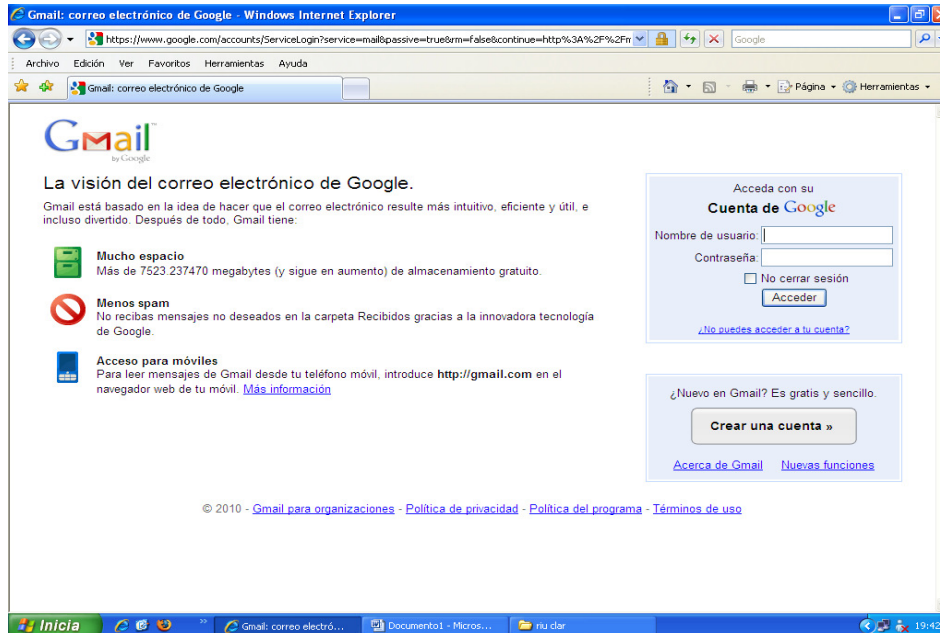 Gmail: correo electrónico de Google - Windows Internet Explorer
https://www.google.com/accounts/ServiceLogin?service=mail&passive=true&rm=false&continue=http%3A%2F%2Fm
Google
Archivo Edición Ver Favoritos Herramientas Ayuda
Gmail: correo electrónico de Google
Página
Herramientas
Gmail
by Google
La visión del correo electrónico de Google.
Gmail está basado en la idea de hacer que el correo electrónico resulte más intuitivo, eficiente y útil, e
incluso divertido. Después de todo, Gmail tiene:
Mucho espacio
Más de 7523.237470 megabytes (y sigue en aumento) de almacenamiento gratuito.
Menos spam
No recibas mensajes no deseados en la carpeta Recibidos gracias a la innovadora tecnología
de Google.
Acceso para móviles
Para leer mensajes de Gmail desde tu teléfono móvil, introduce http://gmail.com en el
navegador web de tu móvil. Más información
Acceda con su
Cuenta de Google
Nombre de usuario:
Contraseña:
No cerrar sesión
Acceder
¿No puedes acceder a tu cuenta?
¿Nuevo en Gmail? Es gratis y sencillo.
Crear una cuenta »
Acerca de Gmail Nuevas funciones
© 2010 - Gmail para organizaciones - Política de privacidad - Política del programa - Términos de uso
Inicia
Gmail: correo electró...
Documento1 - Micros...
riu clar
19:42